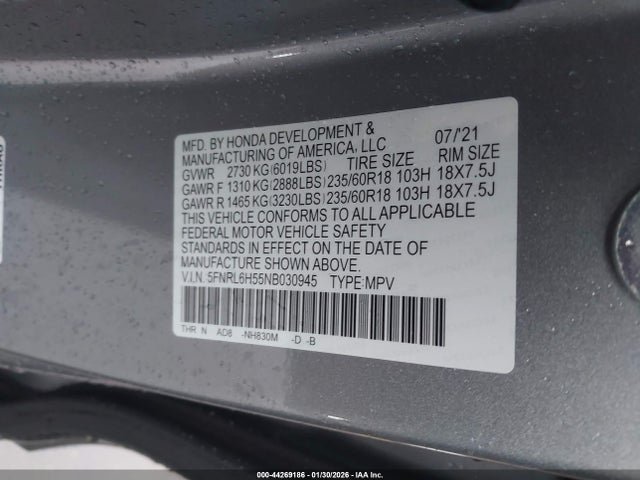 MFD. BY HONDA DEVELOPMENT & 07/'21
MANUFACTURING OF AMERICA, LLC
GVWR 2730 KG(6019LBS) TIRE SIZE RIM SIZE
GAWR F 1310 KG(2888LBS) 235/60R18 103H 18X7.5J
GAWR R 1465 KG(3230LBS) 235/60R18 103H 18X7.5J
THIS VEHICLE CONFORMS TO ALL APPLICABLE
FEDERAL MOTOR VEHICLE SAFETY
STANDARDS IN EFFECT ON THE DATE OF
MANUFACTURE SHOWN ABOVE.
V.I.N. 5FNRL6H55NB030945 TYPE:MPV
THR N AD8 -NH830M -D -B
000-44269186 - 01/30/2026 - IAA Inc.